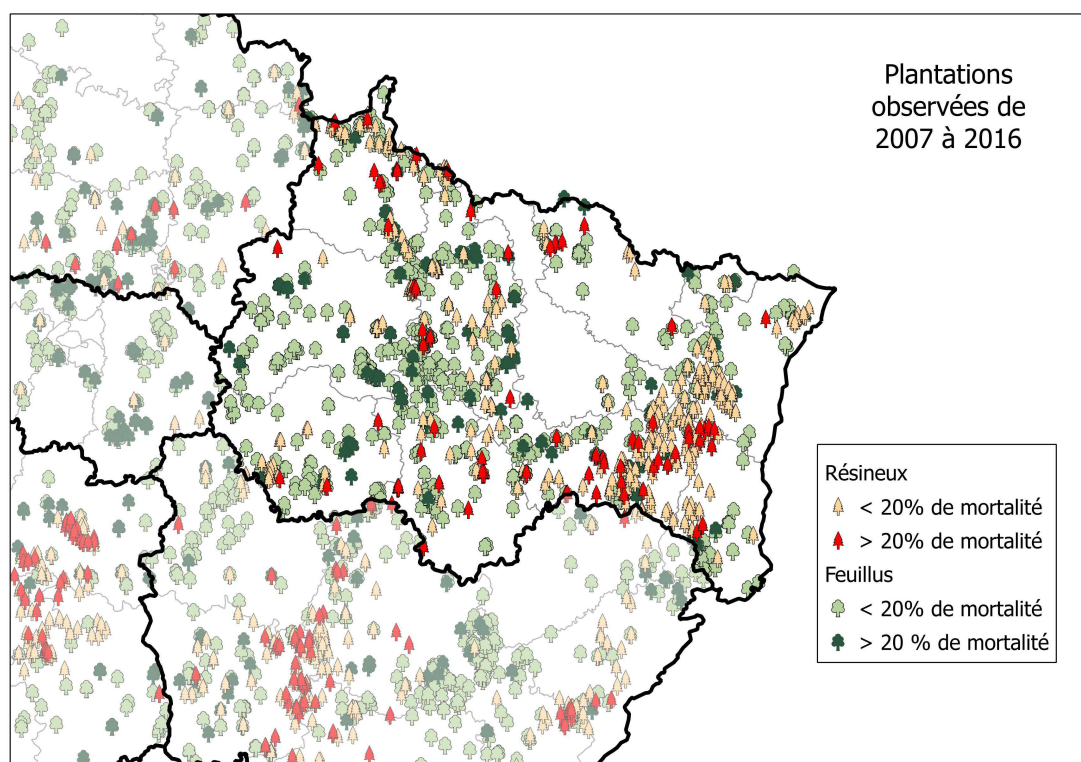 Plantations
observées de
2007 à 2016
Résineux
< 20% de mortalité
> 20% de mortalité
Feuillus
< 20% de mortalité
> 20 % de mortalité